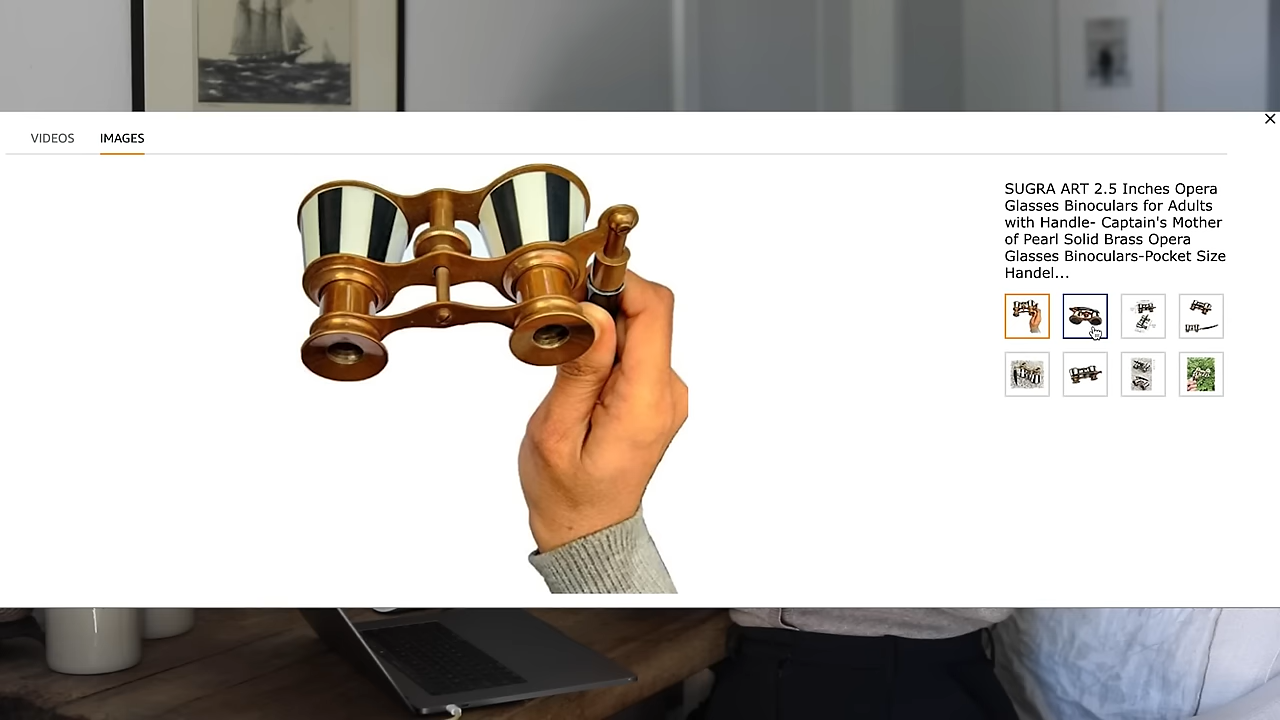 VIDEOS IMAGES
SUGRA ART 2.5 Inches Opera
Glasses Binoculars for Adults
with Handle- Captain's Mother
of Pearl Solid Brass Opera
Glasses Binoculars-Pocket Size
Handel...